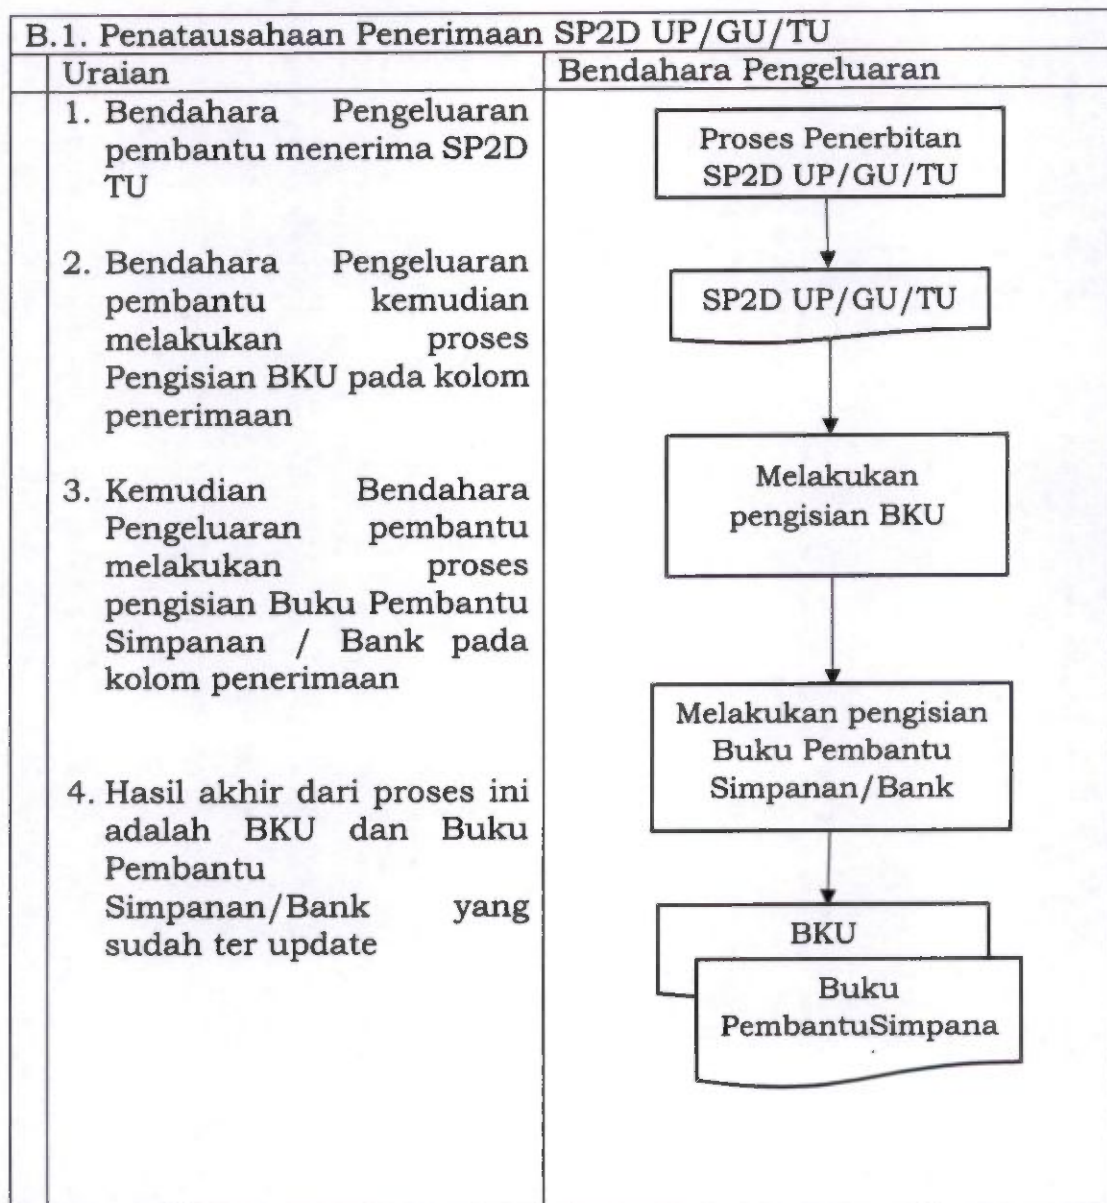 B.1. Penatausahaan Penerimaan SP2D UP/GU/TU
Uraian
1. Bendahara Pengeluaran
pembantu menerima SP2D
TU
2. Bendahara Pengeluaran
pembantu kemudian
melakukan proses
Pengisian BKU pada kolom
penerimaan
3. Kemudian Bendahara
Pengeluaran pembantu
melakukan proses
pengisian Buku Pembantu
Simpanan / Bank pada
kolom penerimaan
4. Hasil akhir dari proses ini
adalah BKU dan Buku
Pembantu
Simpanan/Bank yang
sudah ter update
Bendahara Pengeluaran
Proses Penerbitan
SP2D UP/GU/TU
SP2D UP/GU/TU
Melakukan
pengisian BKU
Melakukan pengisian
Buku Pembantu
Simpanan/Bank
BKU
Buku
PembantuSimpana